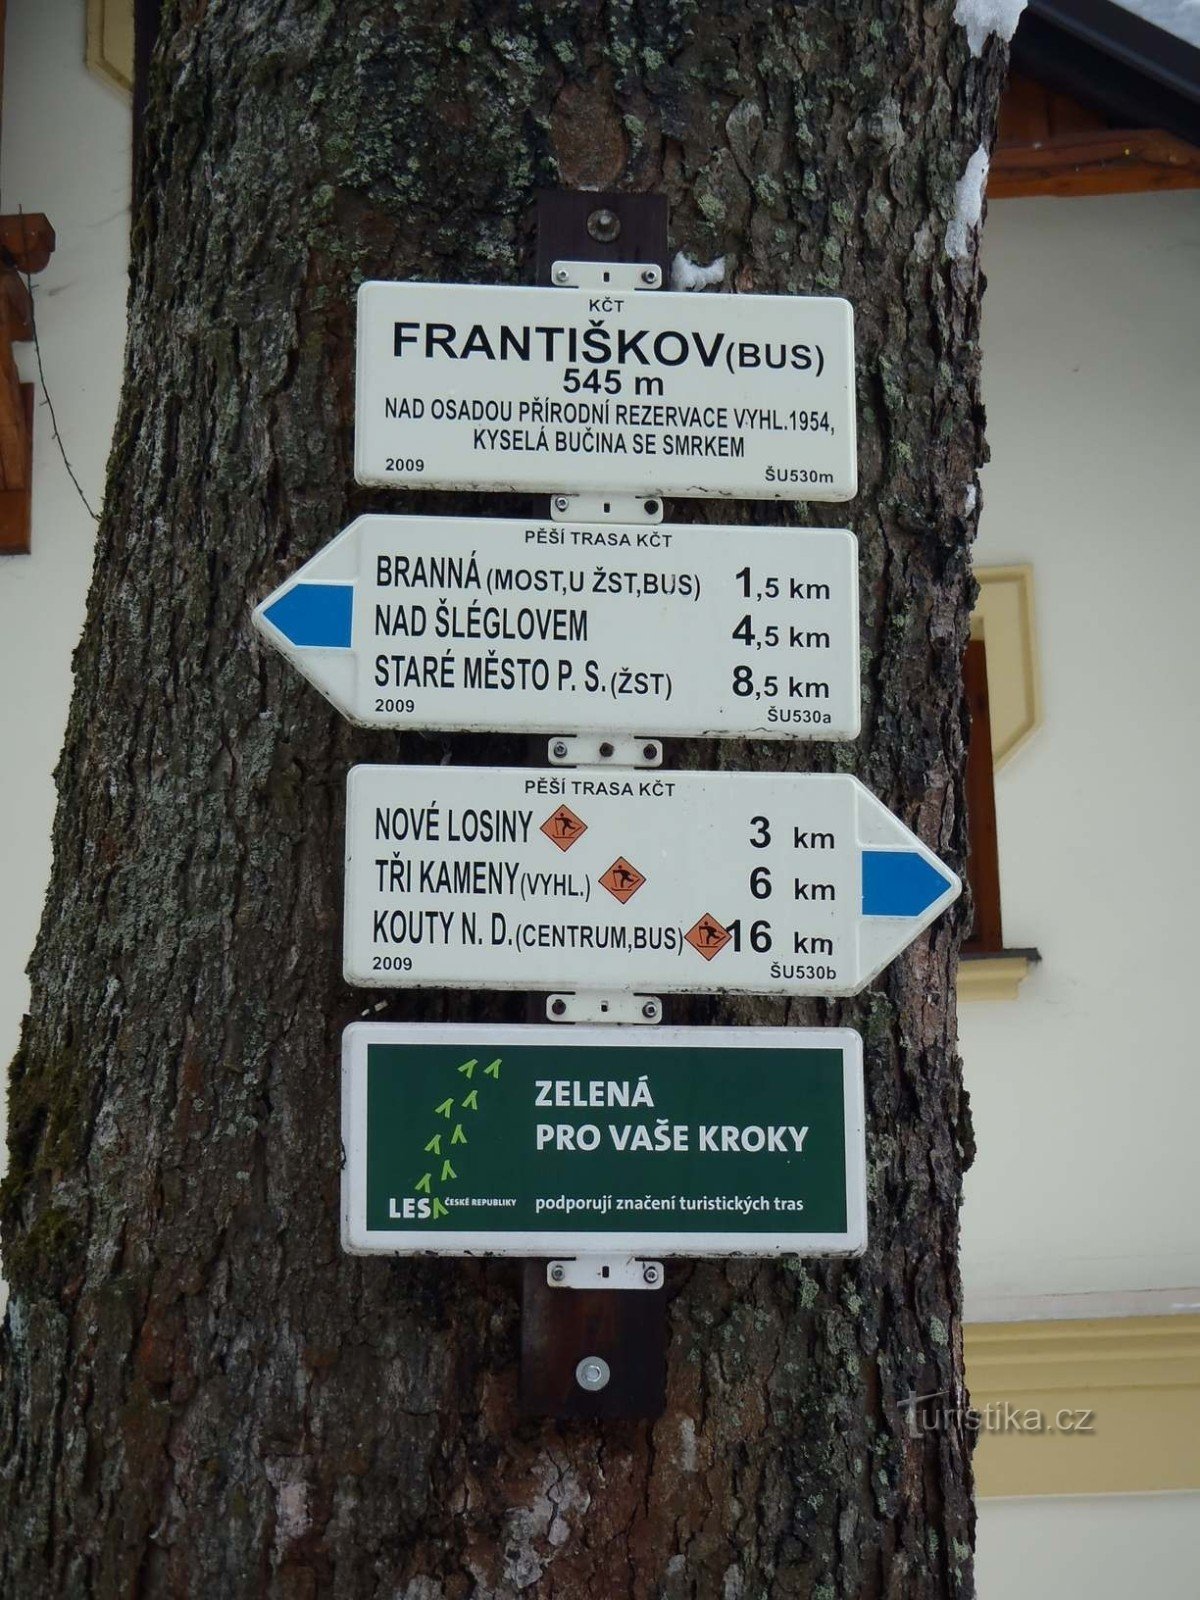 KČT
FRANTIŠKOV(BUS)
545 m
NAD OSADOU PŘÍRODNÍ REZERVACE VYHL.1954,
KYSELÁ BUČINA SE SMRKEM
2009 ŠU530m
PĚŠÍ TRASA KČT
BRANNÁ (MOST,U ŽST,BUS) 1,5 km
NAD ŠLÉGLOVEM 4,5 km
STARÉ MĚSTO P. S.(ŽST) 8,5 km
2009 ŠU530a
PĚŠÍ TRASA KČT
NOVÉ LOSINY 3 km
TŘI KAMENY(VYHL.) 6 km
KOUTY N. D.(CENTRUM,BUS) 16 km
2009 ŠU530b
ZELENÁ
PRO VAŠE KROKY
LESY ČESKÉ REPUBLIKY podporují značení turistických tras
Turistika.cz